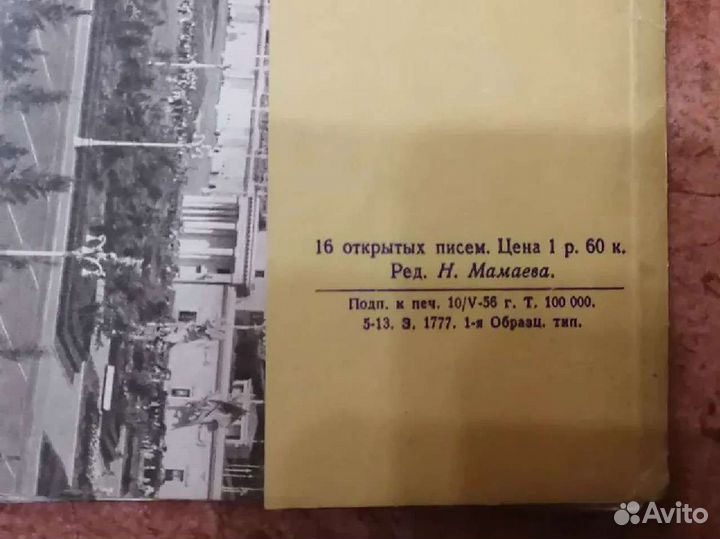 16 открытых писем. Цена 1 р. 60 к.
Ред. Н. Мамаева.
Подп. к печ. 10/V-56 г. Т. 100 000.
5-13. З. 1777. 1-я Образц. тип.
Avito